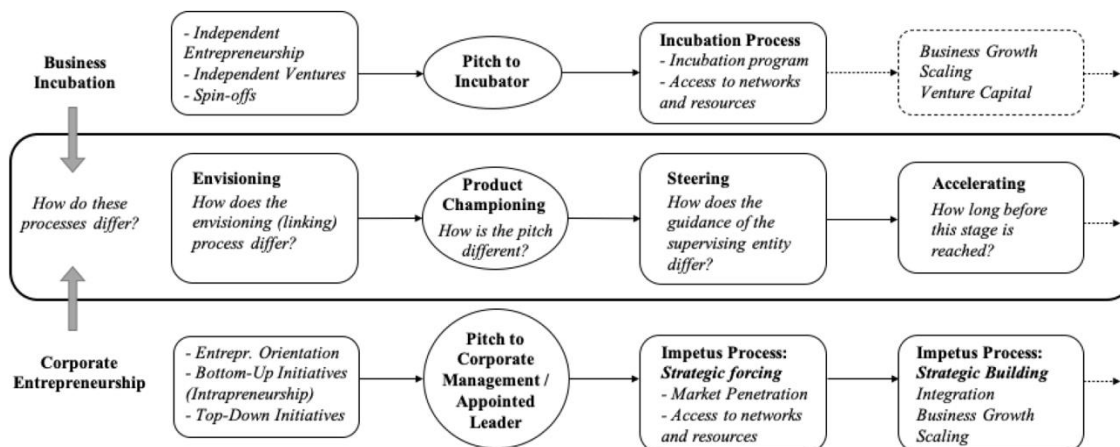 Business
Incubation
- Independent
Entrepreneurship
- Independent Ventures
- Spin-offs
Pitch to
Incubator
Incubation Process
- Incubation program
- Access to networks
and resources
Business Growth
Scaling
Venture Capital
How do these
processes differ?
Envisioning
How does the
envisioning (linking)
process differ?
Product
Championing
How is the pitch
different?
Steering
How does the
guidance of the
supervising entity
differ?
Accelerating
How long before
this stage is
reached?
Corporate
Entrepreneurship
- Entrepr. Orientation
- Bottom-Up Initiatives
(Intrapreneurship)
- Top-Down Initiatives
Pitch to
Corporate
Management /
Appointed
Leader
Impetus Process:
Strategic forcing
- Market Penetration
- Access to networks
and resources
Impetus Process:
Strategic Building
Integration
Business Growth
Scaling